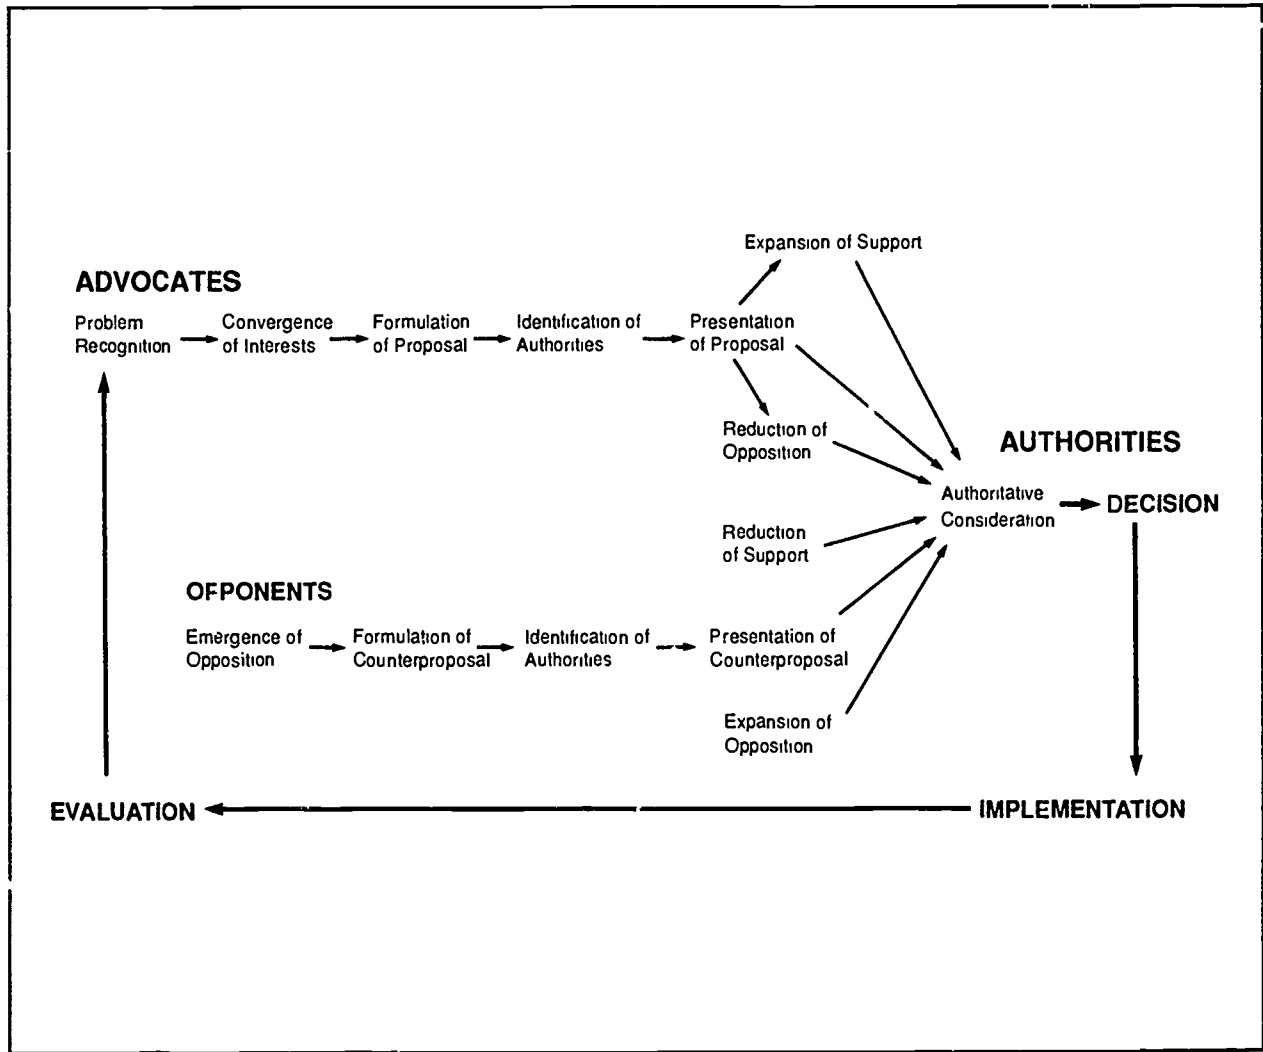 Expansion of Support
ADVOCATES
Problem
Recognition
Convergence
of Interests
Formulation
of Proposal
Identification of
Authorities
Presentation
of Proposal
Reduction of
Opposition
AUTHORITIES
Authoritative
Consideration
DECISION
Reduction
of Support
OPPONENTS
Emergence of
Opposition
Formulation of
Counterproposal
Identification of
Authorities
Presentation of
Counterproposal
Expansion of
Opposition
EVALUATION
IMPLEMENTATION